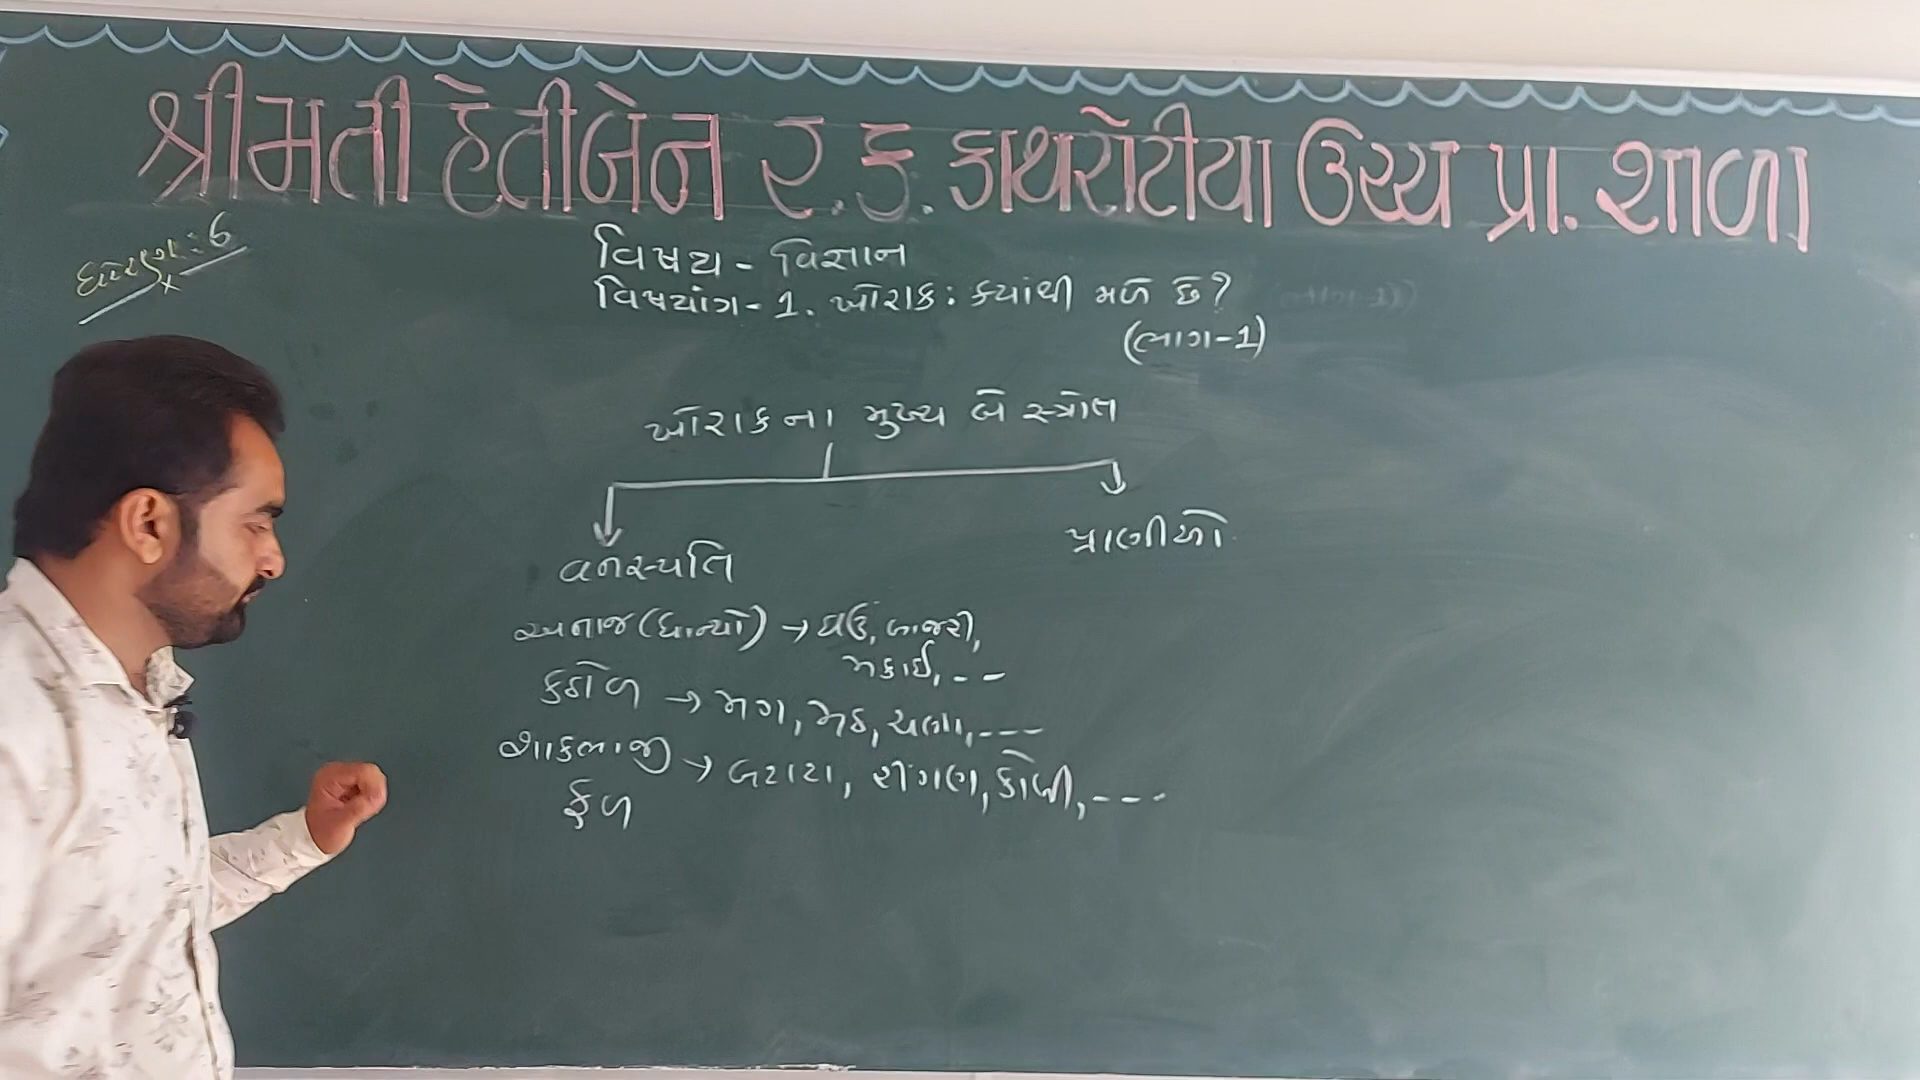 શ્રીમતી હેતીબેન ર. ક. કાથરોટીયા ઉચ્ચ પ્રા. શાળા
ધોરણ : 6
વિષય - વિજ્ઞાન
વિષયાંગ - 1. ખોરાક : ક્યાંથી મળે છે ?
(ભાગ-1)
ખોરાકના મુખ્ય બે સ્ત્રોત
વનસ્પતિ
પ્રાણીઓ
અનાજ (ધાન્યો) → ઘઉં, બાજરી,
મકાઈ, --
કઠોળ → મગ, મઠ, ચણા, ---
શાકભાજી → બટાટા, રીંગણ, કોબી, ---
ફળ